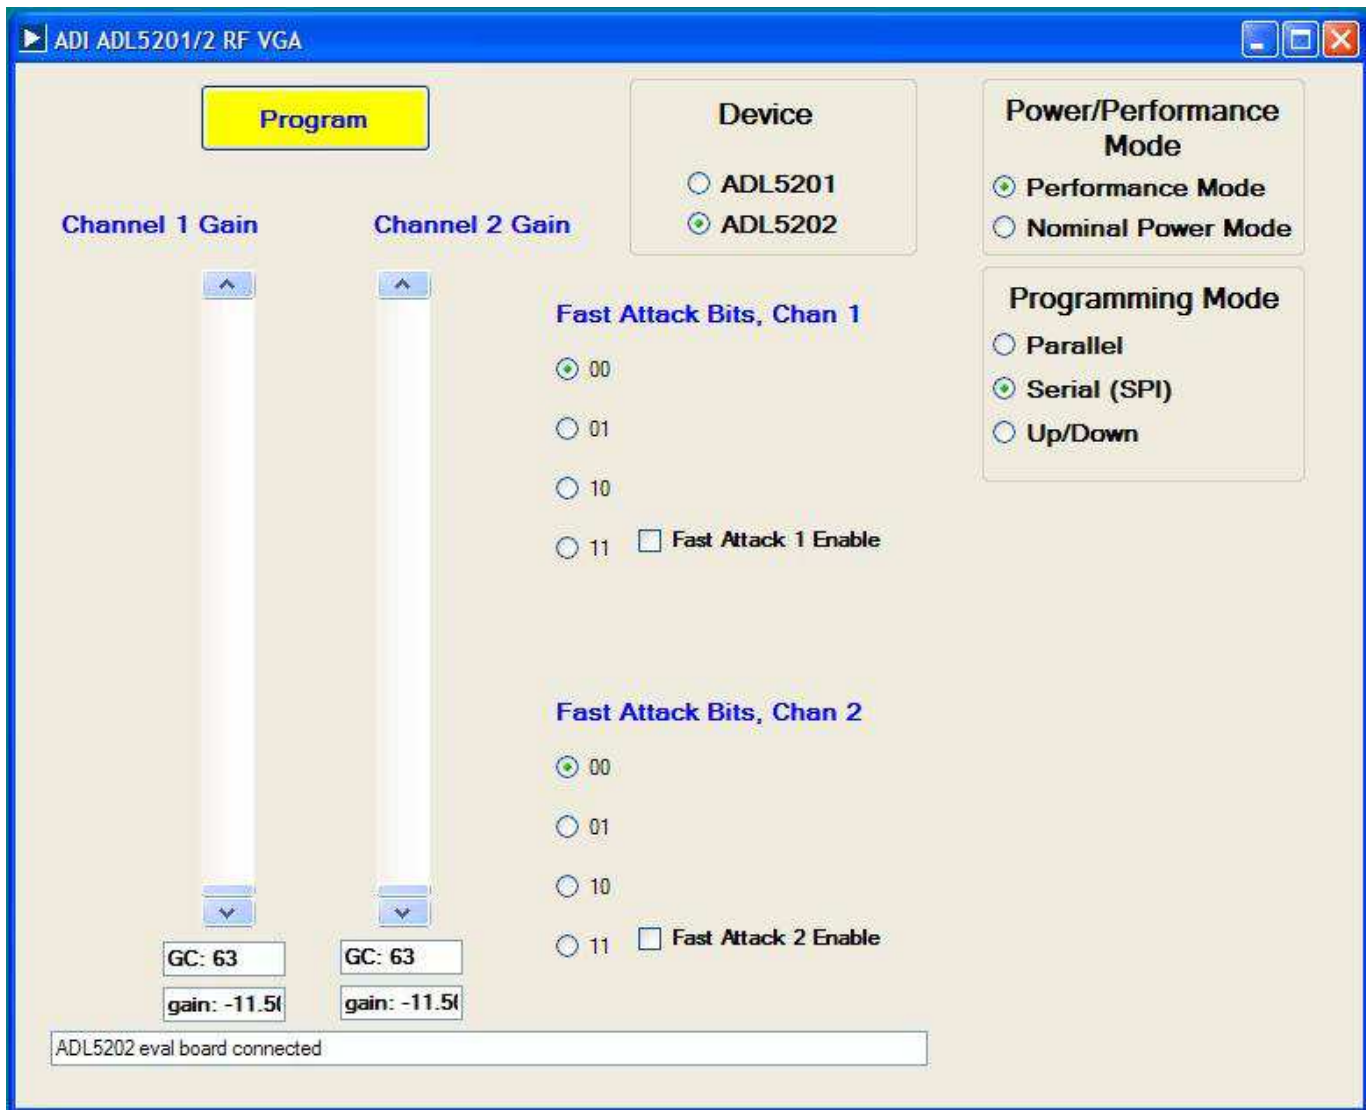 ADI ADL5201/2 RF VGA
Program
Device
ADL5201
ADL5202
Power/Performance
Mode
Performance Mode
Nominal Power Mode
Channel 1 Gain
Channel 2 Gain
Programming Mode
Parallel
Serial (SPI)
Up/Down
Fast Attack Bits, Chan 1
00
01
10
11
Fast Attack 1 Enable
Fast Attack Bits, Chan 2
00
01
10
11
Fast Attack 2 Enable
GC: 63
GC: 63
gain: -11.5
gain: -11.5
ADL5202 eval board connected